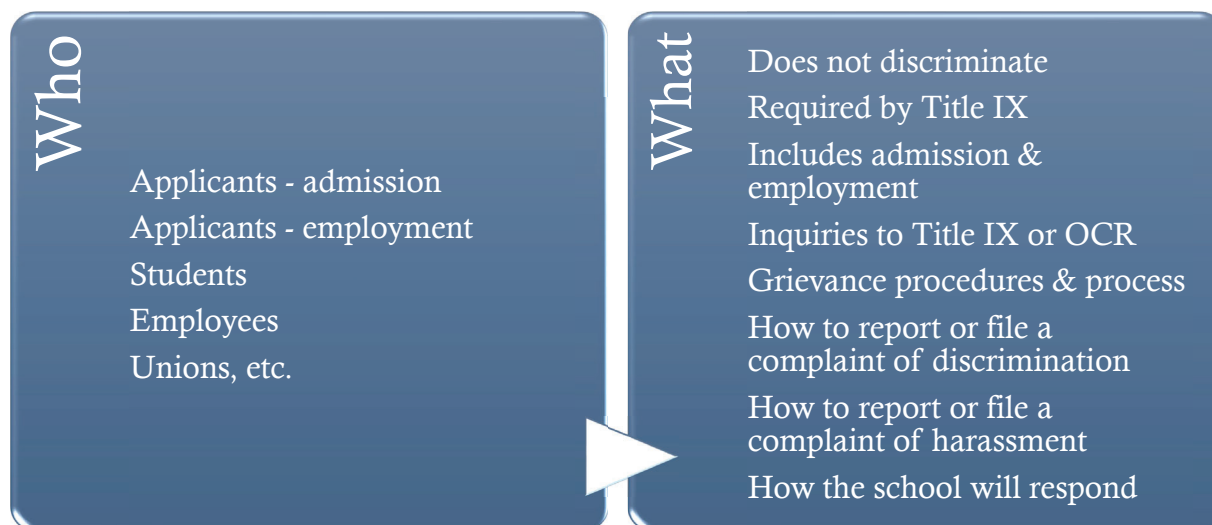 Who
Applicants - admission
Applicants - employment
Students
Employees
Unions, etc.
What
Does not discriminate
Required by Title IX
Includes admission &
employment
Inquiries to Title IX or OCR
Grievance procedures & process
How to report or file a
complaint of discrimination
How to report or file a
complaint of harassment
How the school will respond